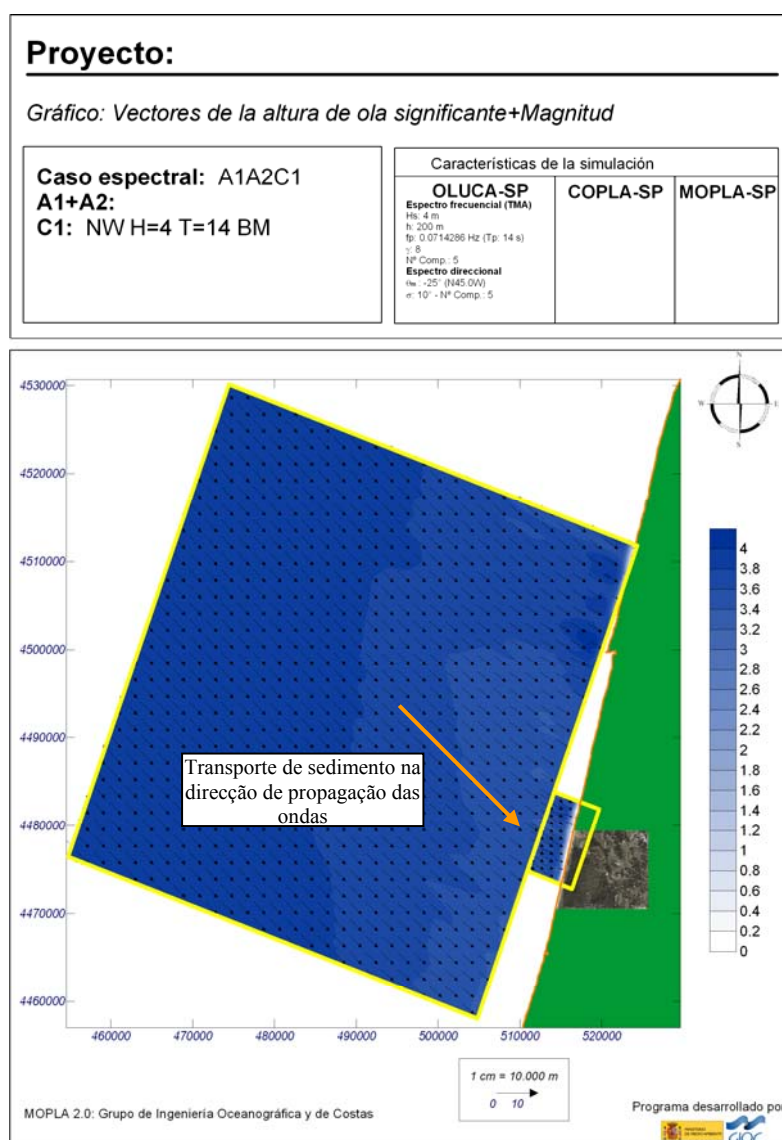 Proyecto:
Gráfico: Vectores de la altura de ola significante+Magnitud
Caso espectral: A1A2C1
A1+A2:
C1: NW H=4 T=14 BM
Características de la simulación
OLUCA-SP
Espectro frecuencial (TMA)
Hs: 4 m
h: 200 m
fp: 0.0714286 Hz (Tp: 14 s)
γ: 8
Nº Comp.: 5
Espectro direccional
θm: -25° (N45.0W)
σ: 10° - Nº Comp.: 5
COPLA-SP
MOPLA-SP
N
W
E
S
4530000
4520000
4510000
4500000
4490000
4480000
4470000
4460000
460000
470000
480000
490000
500000
510000
520000
Transporte de sedimento na
direcção de propagação das
ondas
4
3.8
3.6
3.4
3.2
3
2.8
2.6
2.4
2.2
2
1.8
1.6
1.4
1.2
1
0.8
0.6
0.4
0.2
0
1 cm = 10.000 m
0 10
MOPLA 2.0: Grupo de Ingeniería Oceanográfica y de Costas
Programa desarrollado por